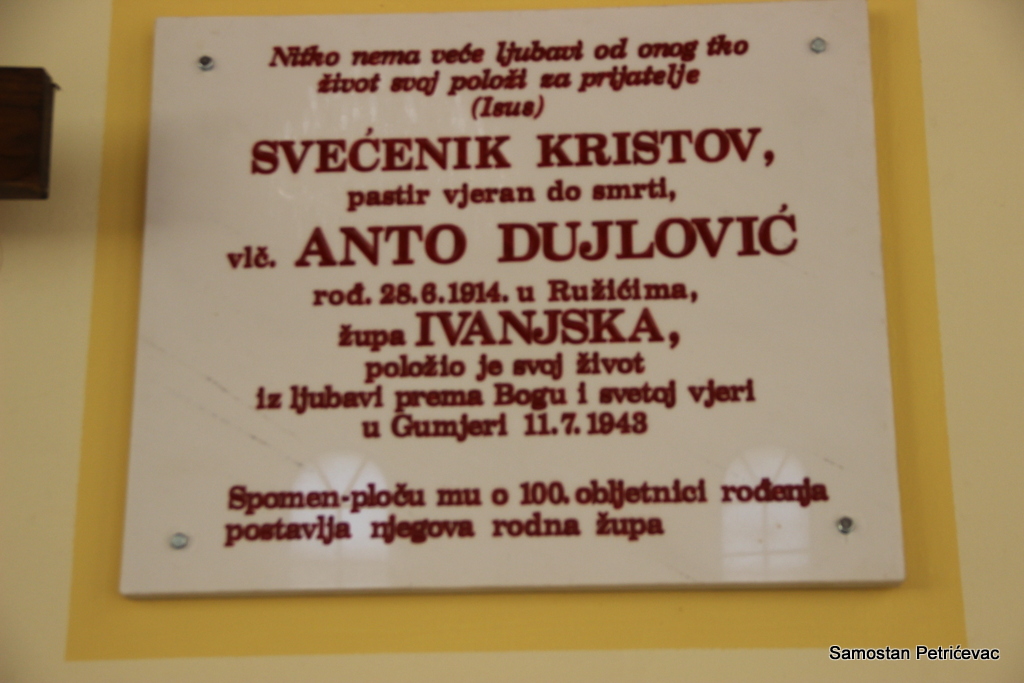 Nitko nema veće ljubavi od onog tko
život svoj položi za prijatelje
(Isus)
SVEĆENIK KRISTOV,
pastir vjeran do smrti,
vlč. ANTO DUJLOVIĆ
rođ. 28.6.1914. u Ružićima,
župa IVANJSKA,
položio je svoj život
iz ljubavi prema Bogu i svetoj vjeri
u Gumjeri 11.7.1943
Spomen-ploču mu o 100. obljetnici rođenja
postavlja njegova rodna župa
Samostan Petrićevac